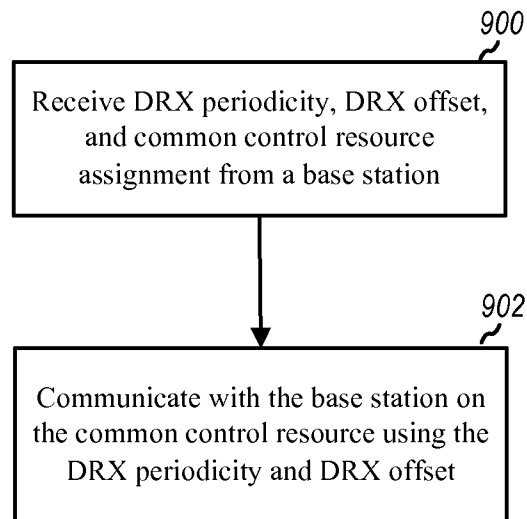 900
Receive DRX periodicity, DRX offset,
and common control resource
assignment from a base station
902
Communicate with the base station on
the common control resource using the
DRX periodicity and DRX offset